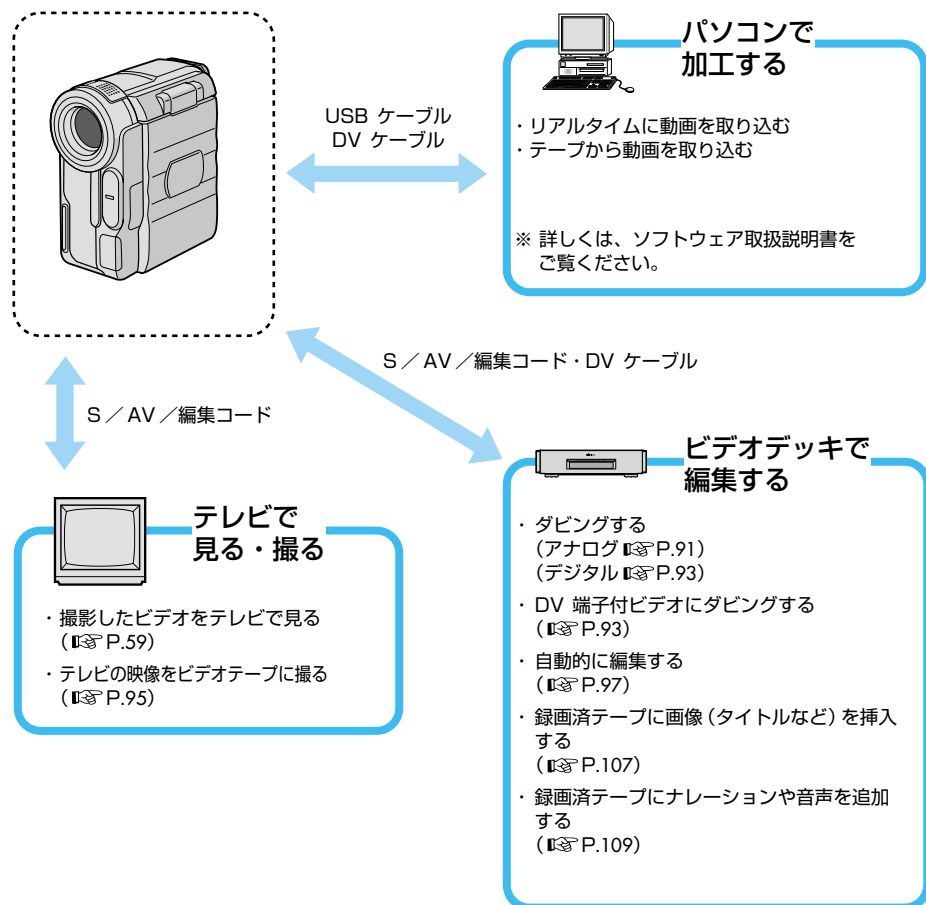 パソコンで
加工する
USB ケーブル
DV ケーブル
・リアルタイムに動画を取り込む
・テープから動画を取り込む
※ 詳しくは、ソフトウェア取扱説明書を
ご覧ください。
S／AV／編集コード・DV ケーブル
S／AV／編集コード
ビデオデッキで
編集する
・ダビングする
（アナログ ☞ P.91）
（デジタル ☞ P.93）
・DV 端子付ビデオにダビングする
（☞ P.93）
・自動的に編集する
（☞ P.97）
・録画済テープに画像（タイトルなど）を挿入
する
（☞ P.107）
・録画済テープにナレーションや音声を追加
する
（☞ P.109）
テレビで
見る・撮る
・撮影したビデオをテレビで見る
（☞ P.59）
・テレビの映像をビデオテープに撮る
（☞ P.95）